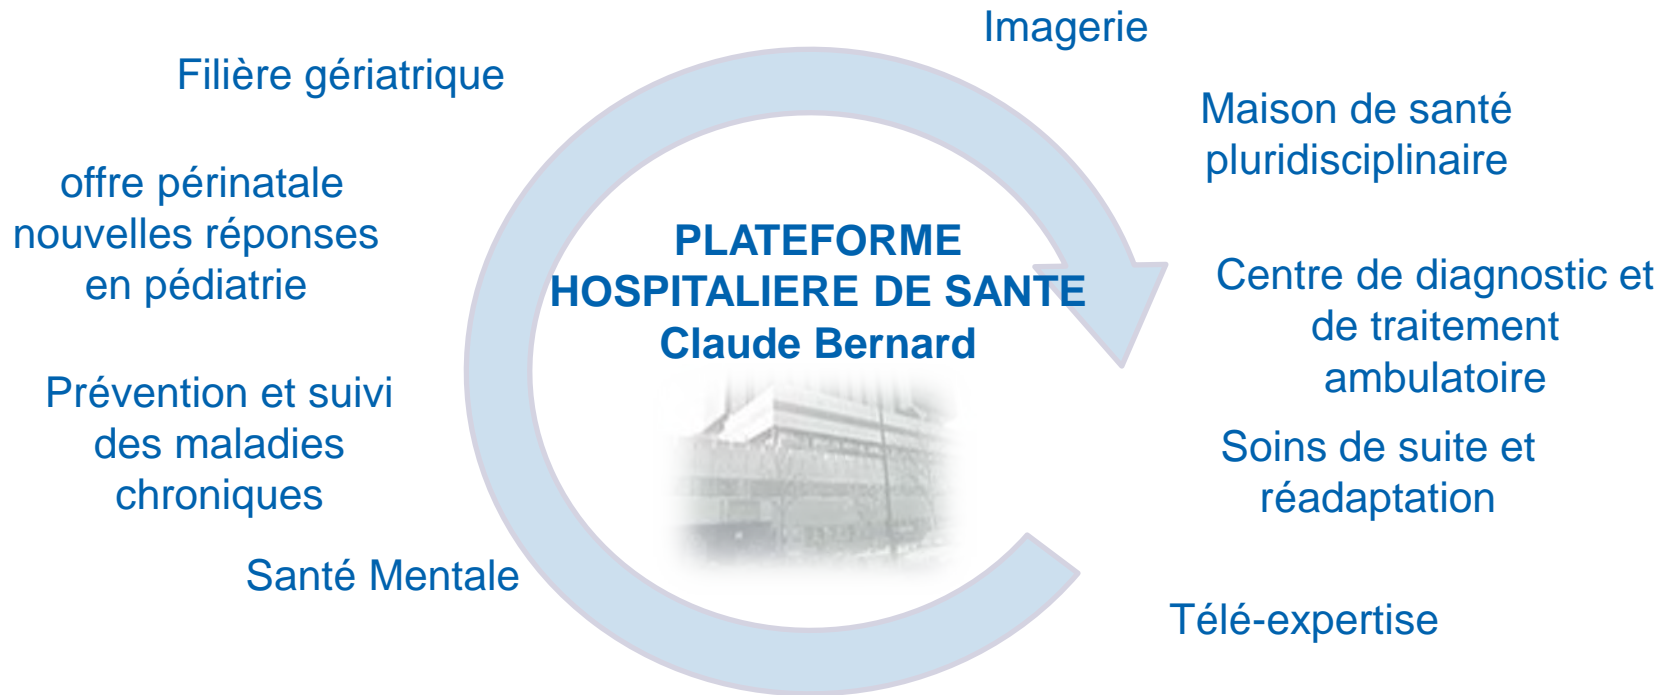 Imagerie
Filière gériatrique
Maison de santé
pluridisciplinaire
offre périnatale
nouvelles réponses
en pédiatrie
PLATEFORME
HOSPITALIERE DE SANTE
Claude Bernard
Centre de diagnostic et
de traitement
ambulatoire
Prévention et suivi
des maladies
chroniques
Soins de suite et
réadaptation
Santé Mentale
Télé-expertise